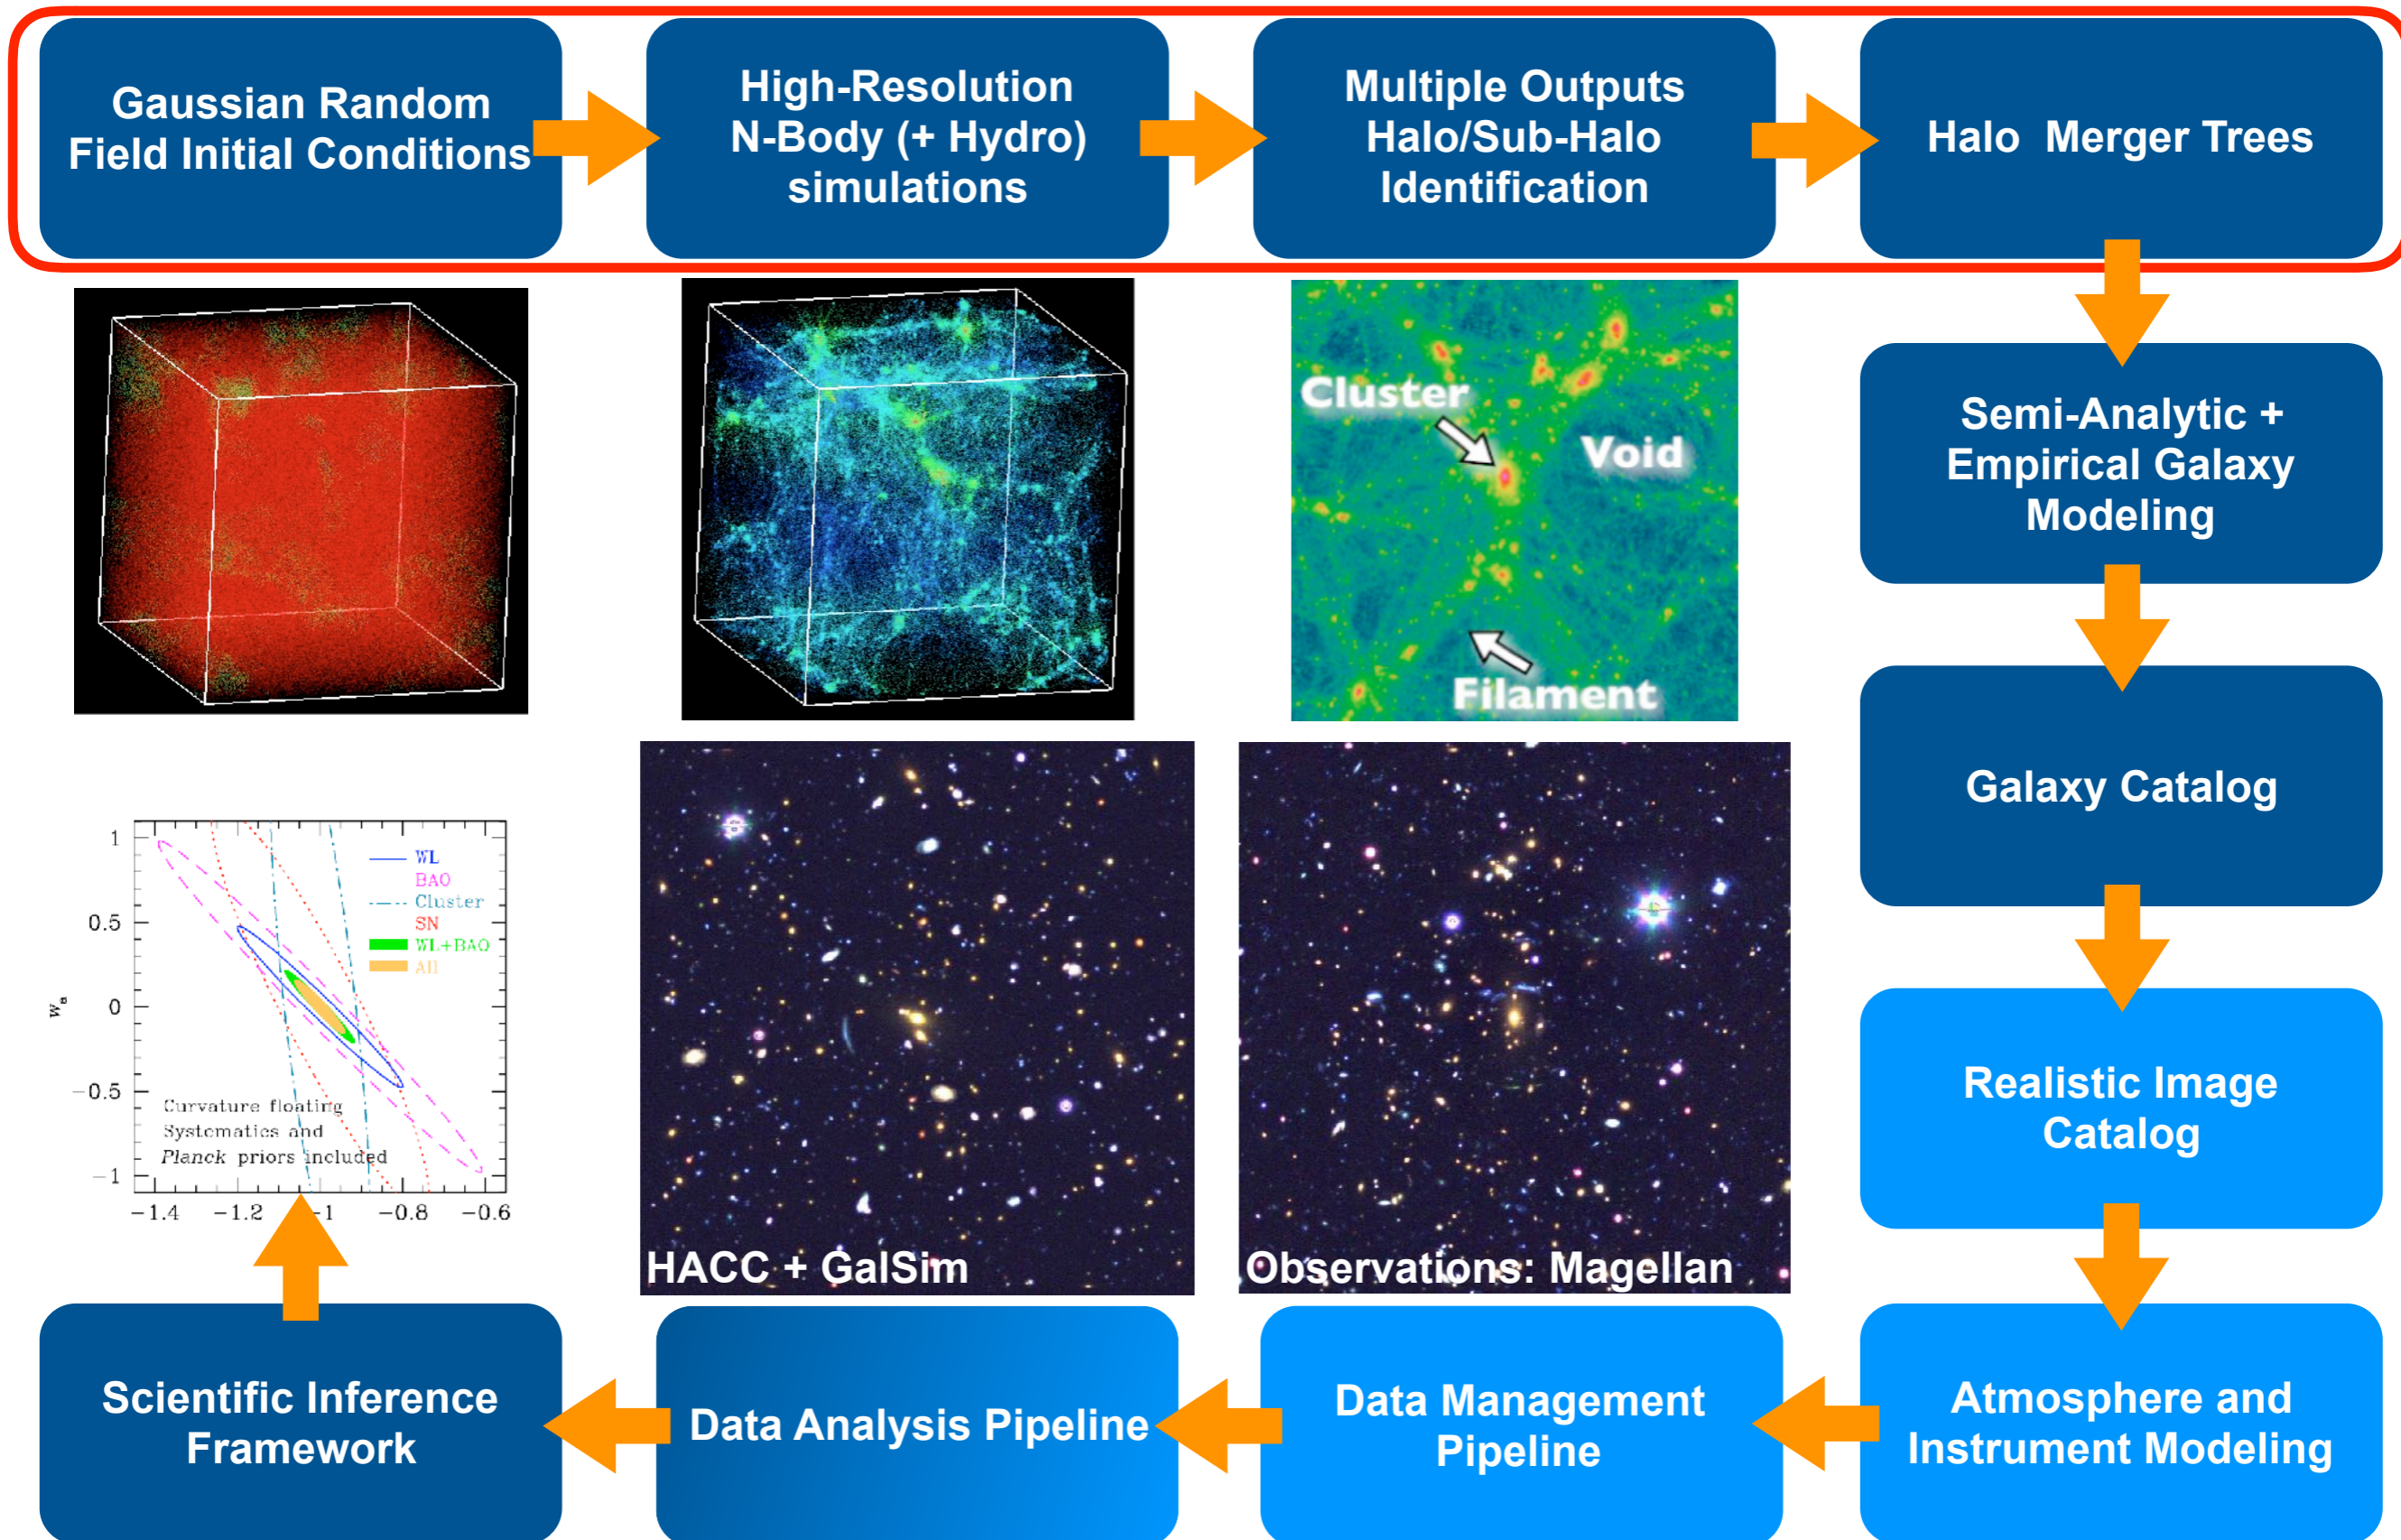 Gaussian Random
Field Initial Conditions
High-Resolution
N-Body (+ Hydro)
simulations
Multiple Outputs
Halo/Sub-Halo
Identification
Halo Merger Trees
Cluster
Void
Filament
Semi-Analytic +
Empirical Galaxy
Modeling
Galaxy Catalog
1
0.5
0
−0.5
−1
wa
WL
BAO
Cluster
SN
WL+BAO
All
Curvature floating
Systematics and
Planck priors included
−1.4 −1.2 −1 −0.8 −0.6
HACC + GalSim
Observations: Magellan
Realistic Image
Catalog
Scientific Inference
Framework
Data Analysis Pipeline
Data Management
Pipeline
Atmosphere and
Instrument Modeling